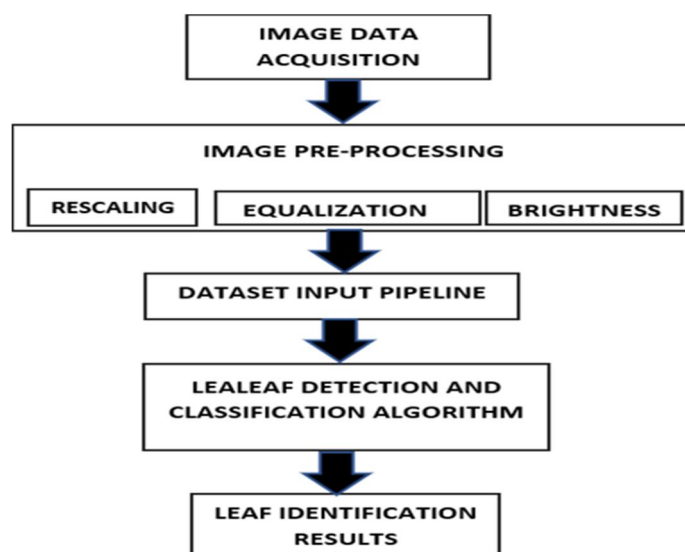 IMAGE DATA
ACQUISITION
IMAGE PRE-PROCESSING
RESCALING
EQUALIZATION
BRIGHTNESS
DATASET INPUT PIPELINE
LEALEAF DETECTION AND
CLASSIFICATION ALGORITHM
LEAF IDENTIFICATION
RESULTS